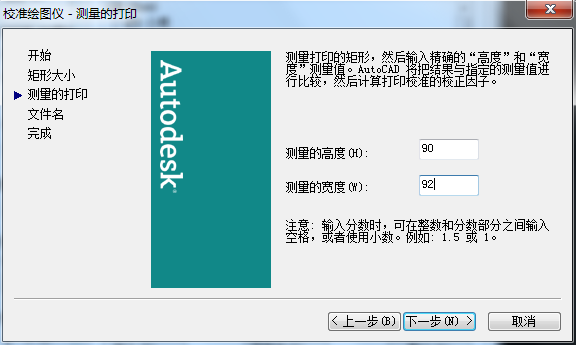 校准绘图仪 - 测量的打印
开始
矩形大小
测量的打印
文件名
完成
Autodesk
测量打印的矩形，然后输入精确的“高度”和“宽
度”测量值。AutoCAD 将把结果与指定的测量值进
行比较，然后计算打印校准的校正因子。
测量的高度(H):
90
测量的宽度(W):
92
注意: 输入分数时，可在整数和分数部分之间输入
空格，或者使用小数。例如: 1.5 或 1。
< 上一步(B)
下一步(N) >
取消